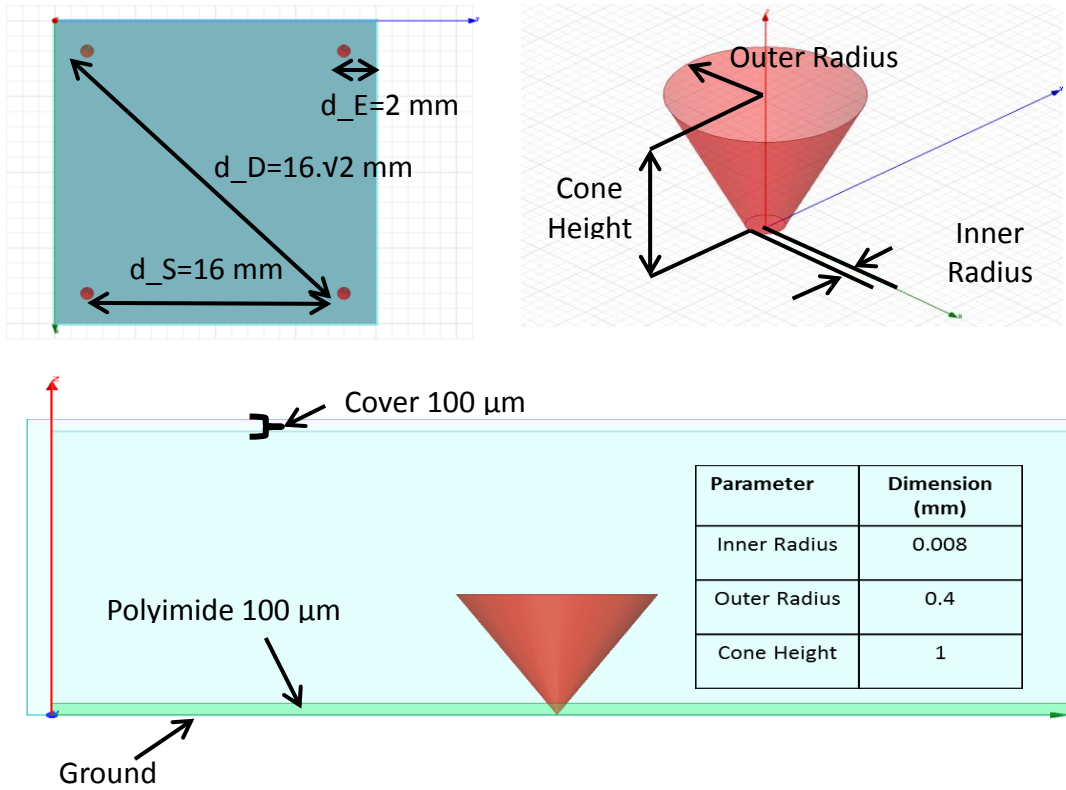 d_E=2 mm
d_D=16.√2 mm
d_S=16 mm
Outer Radius
Cone
Height
Inner
Radius
Cover 100 µm
Parameter
Dimension
(mm)
Inner Radius
0.008
Outer Radius
0.4
Cone Height
1
Polyimide 100 µm
Ground